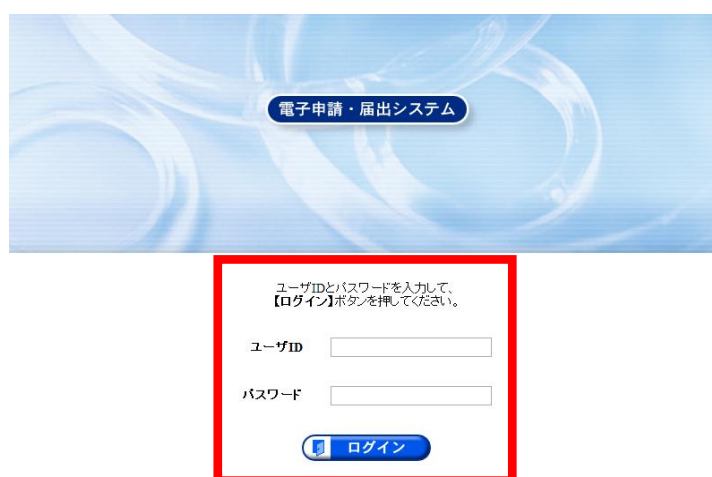 電子申請・届出システム
ユーザIDとパスワードを入力して、
【ログイン】ボタンを押してください。
ユーザID
パスワード
ログイン